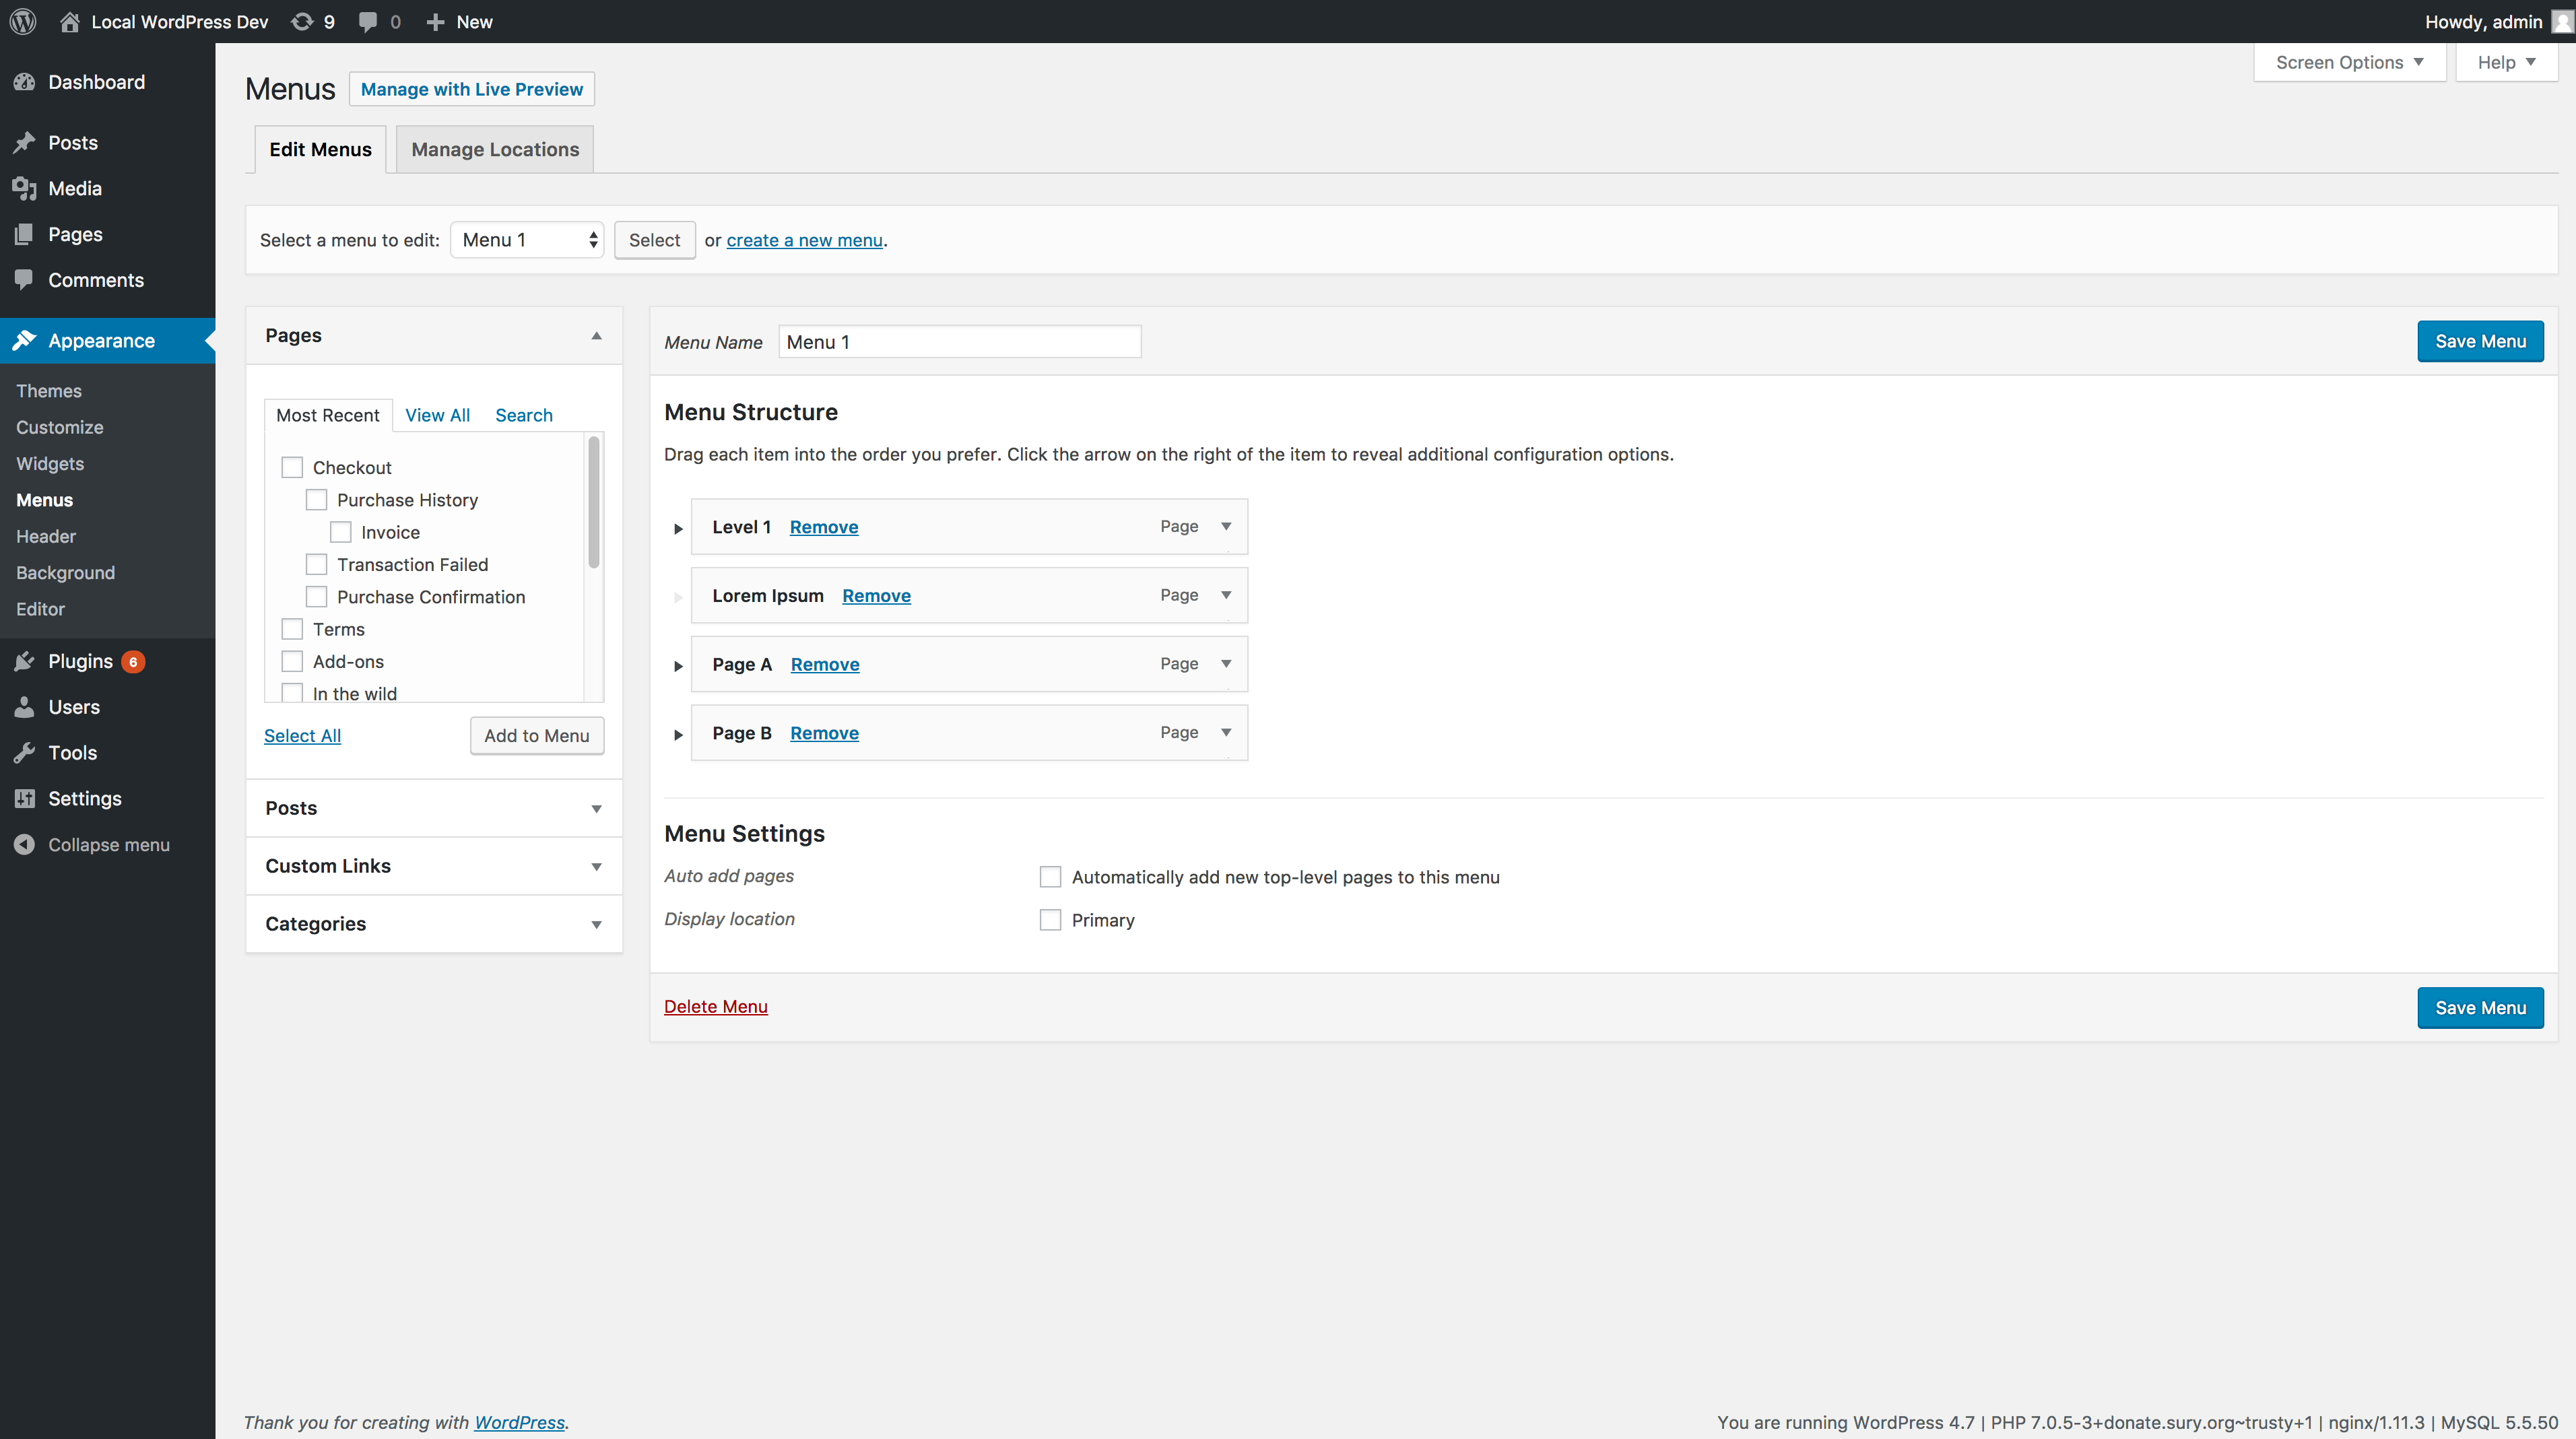 Local WordPress Dev 9 0 New Howdy, admin
Screen Options Help
Dashboard
Posts
Media
Pages
Comments
Appearance
Themes
Customize
Widgets
Menus
Header
Background
Editor
Plugins 6
Users
Tools
Settings
Collapse menu
Menus Manage with Live Preview
Edit Menus Manage Locations
Select a menu to edit: Menu 1 Select or create a new menu.
Pages
Most Recent View All Search
Checkout
Purchase History
Invoice
Transaction Failed
Purchase Confirmation
Terms
Add-ons
In the wild
Select All Add to Menu
Posts
Custom Links
Categories
Menu Name Menu 1 Save Menu
Menu Structure
Drag each item into the order you prefer. Click the arrow on the right of the item to reveal additional configuration options.
Level 1 Remove Page
Lorem Ipsum Remove Page
Page A Remove Page
Page B Remove Page
Menu Settings
Auto add pages Automatically add new top-level pages to this menu
Display location Primary
Delete Menu Save Menu
Thank you for creating with WordPress. You are running WordPress 4.7 | PHP 7.0.5-3+donate.sury.org~trusty+1 | nginx/1.11.3 | MySQL 5.5.50